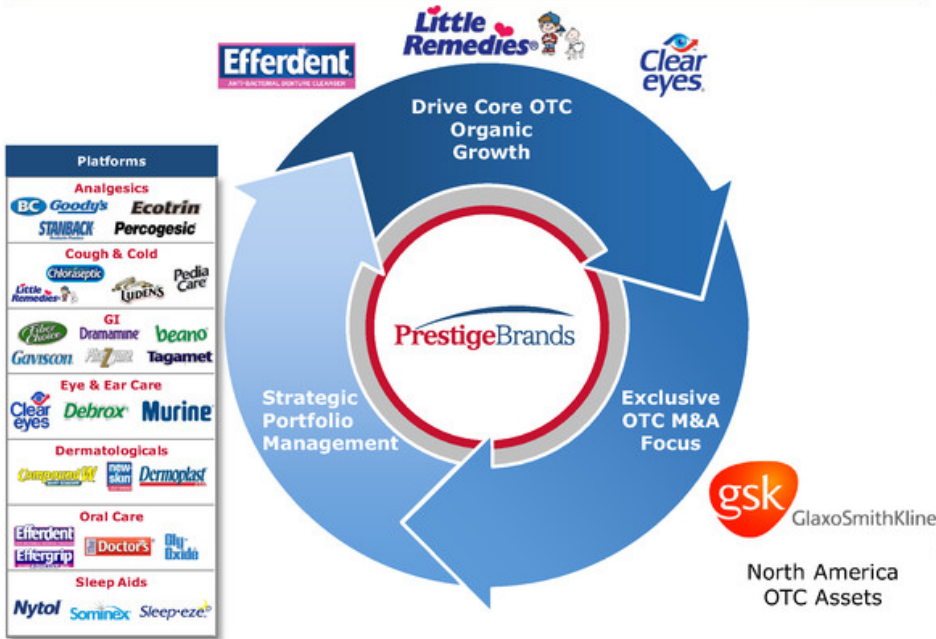 Efferdent
ANTI-BACTERIAL DENTURE CLEANSER
Little
Remedies®
Clear
eyes
Drive Core OTC
Organic
Growth
Platforms
Analgesics
BC Goody's Ecotrin
STANBACK Percogesic
Cough & Cold
Chloraseptic
Little
Remedies
LUDEN'S
Pedia
Care
GI
Fiber
Choice
Dramamine beano
Gaviscon Tagamet
Eye & Ear Care
Clear
eyes
Debrox Murine
Dermatologicals
Compound W
new
skin
Dermoplast
Oral Care
Efferdent
Effergrip
The Doctor's
Gly-
Oxide
Sleep Aids
Nytol Sominex Sleep-eze
PrestigeBrands
Strategic
Portfolio
Management
Exclusive
OTC M&A
Focus
gsk
GlaxoSmithKline
North America
OTC Assets